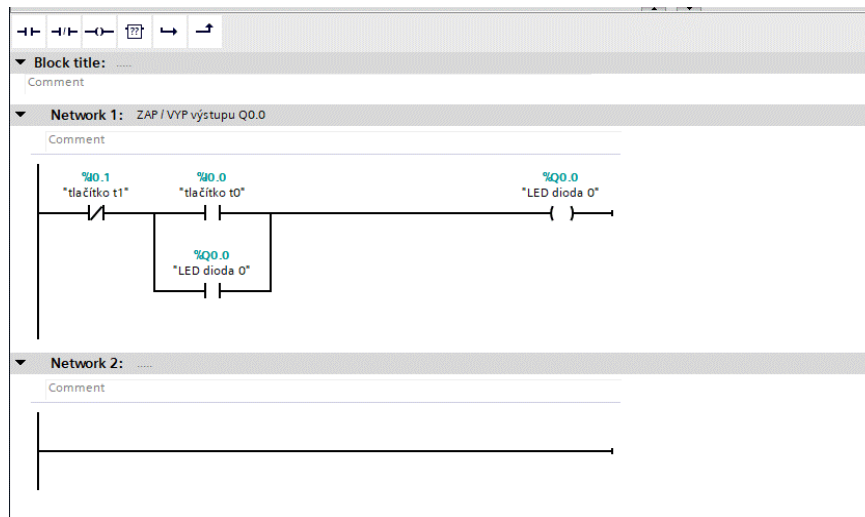 ??
Block title: .....
Comment
Network 1: ZAP / VYP výstupu Q0.0
Comment
%I0.1 %I0.0 %Q0.0
"tlačítko t1" "tlačítko t0" "LED dioda 0"
%Q0.0
"LED dioda 0"
Network 2: .....
Comment